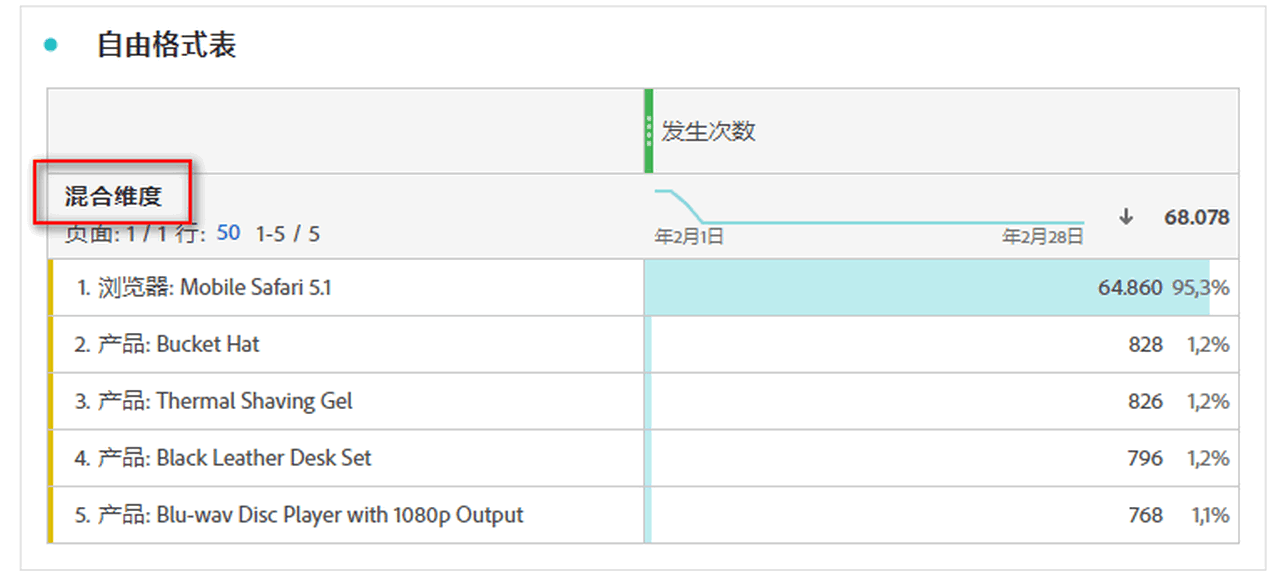 自由格式表
发生次数
混合维度
页面: 1 / 1 行: 50 1-5 / 5
年2月1日 年2月28日
68.078
1. 浏览器: Mobile Safari 5.1 64.860 95,3%
2. 产品: Bucket Hat 828 1,2%
3. 产品: Thermal Shaving Gel 826 1,2%
4. 产品: Black Leather Desk Set 796 1,2%
5. 产品: Blu-wav Disc Player with 1080p Output 768 1,1%